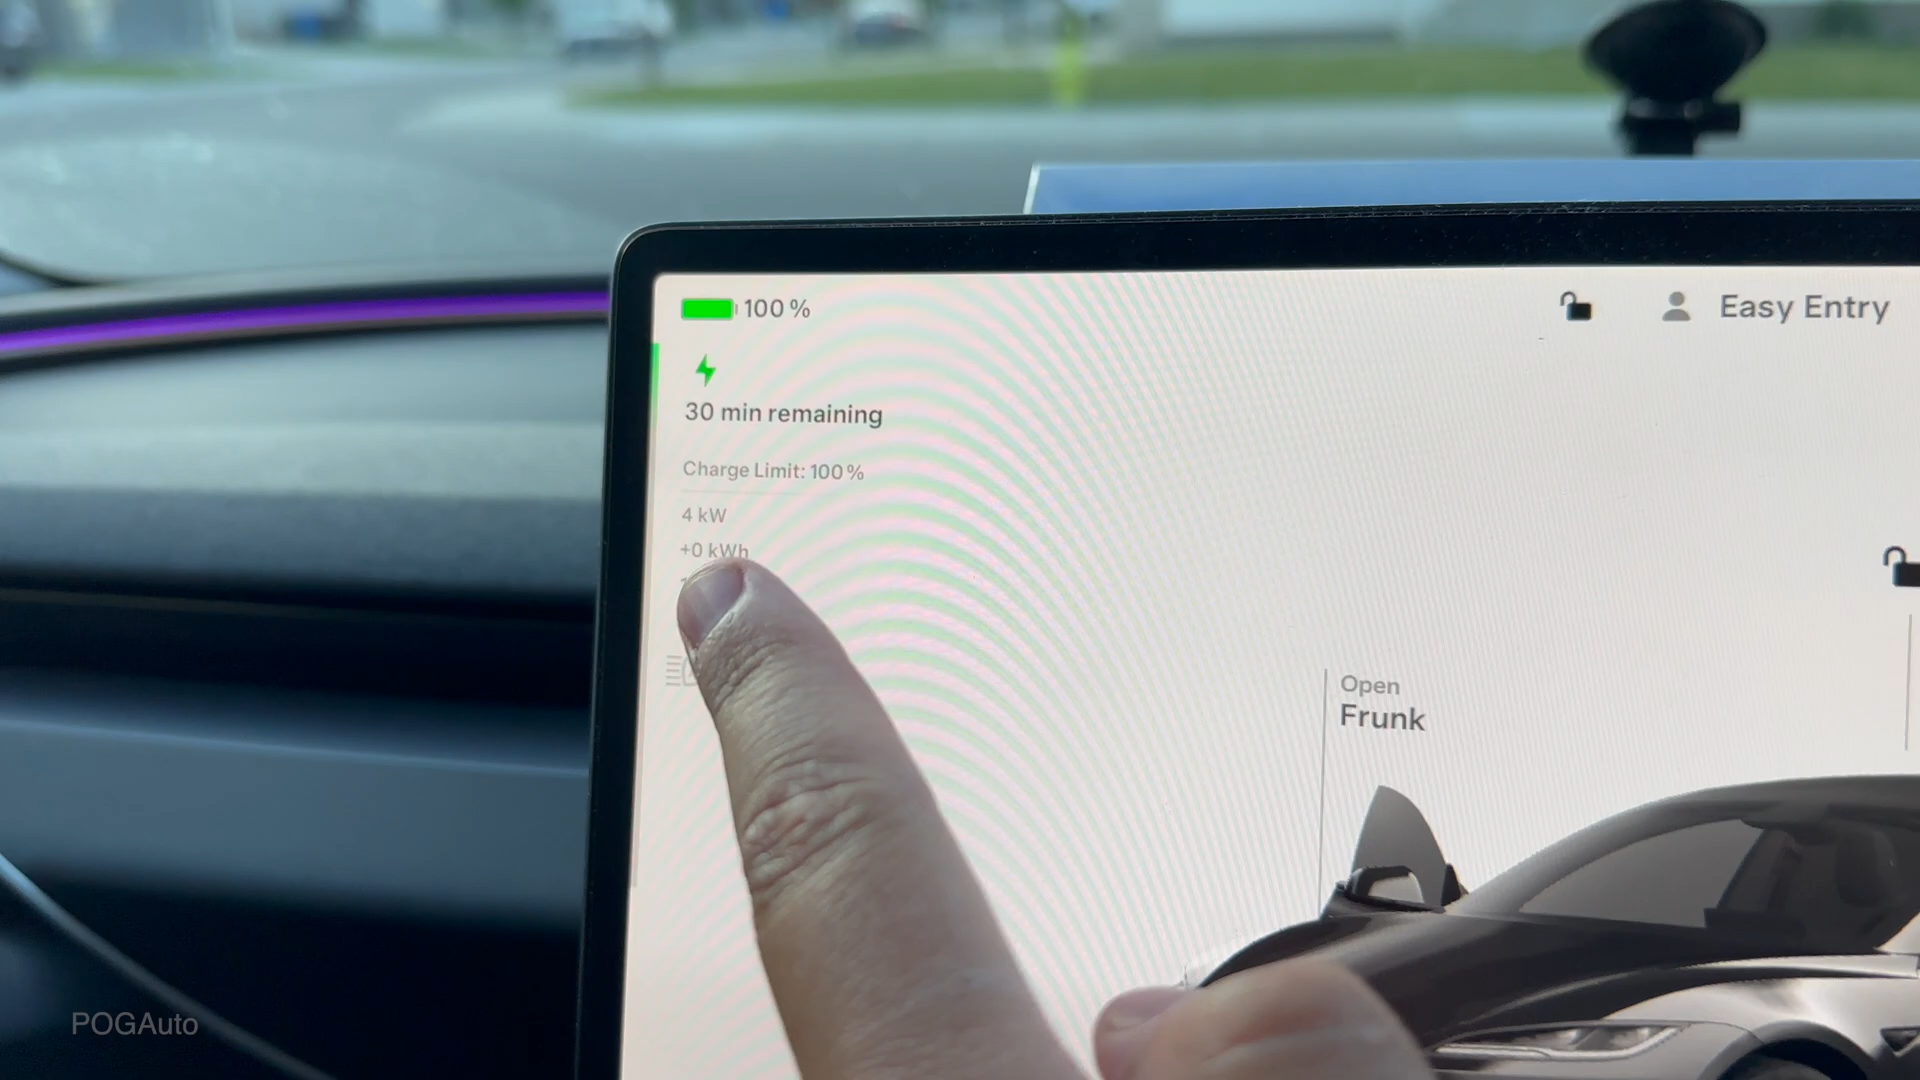 100 %
Easy Entry
30 min remaining
Charge Limit: 100 %
4 kW
+0 kWh
Open
Frunk
POGAuto